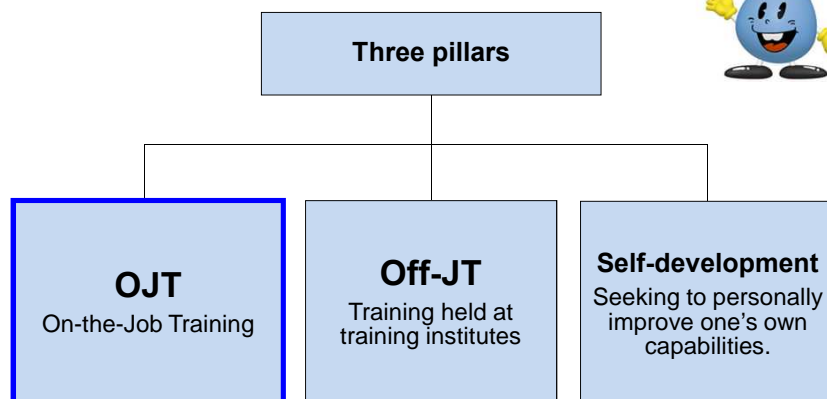 Three pillars
OJT
On-the-Job Training
Off-JT
Training held at
training institutes
Self-development
Seeking to personally
improve one’s own
capabilities.